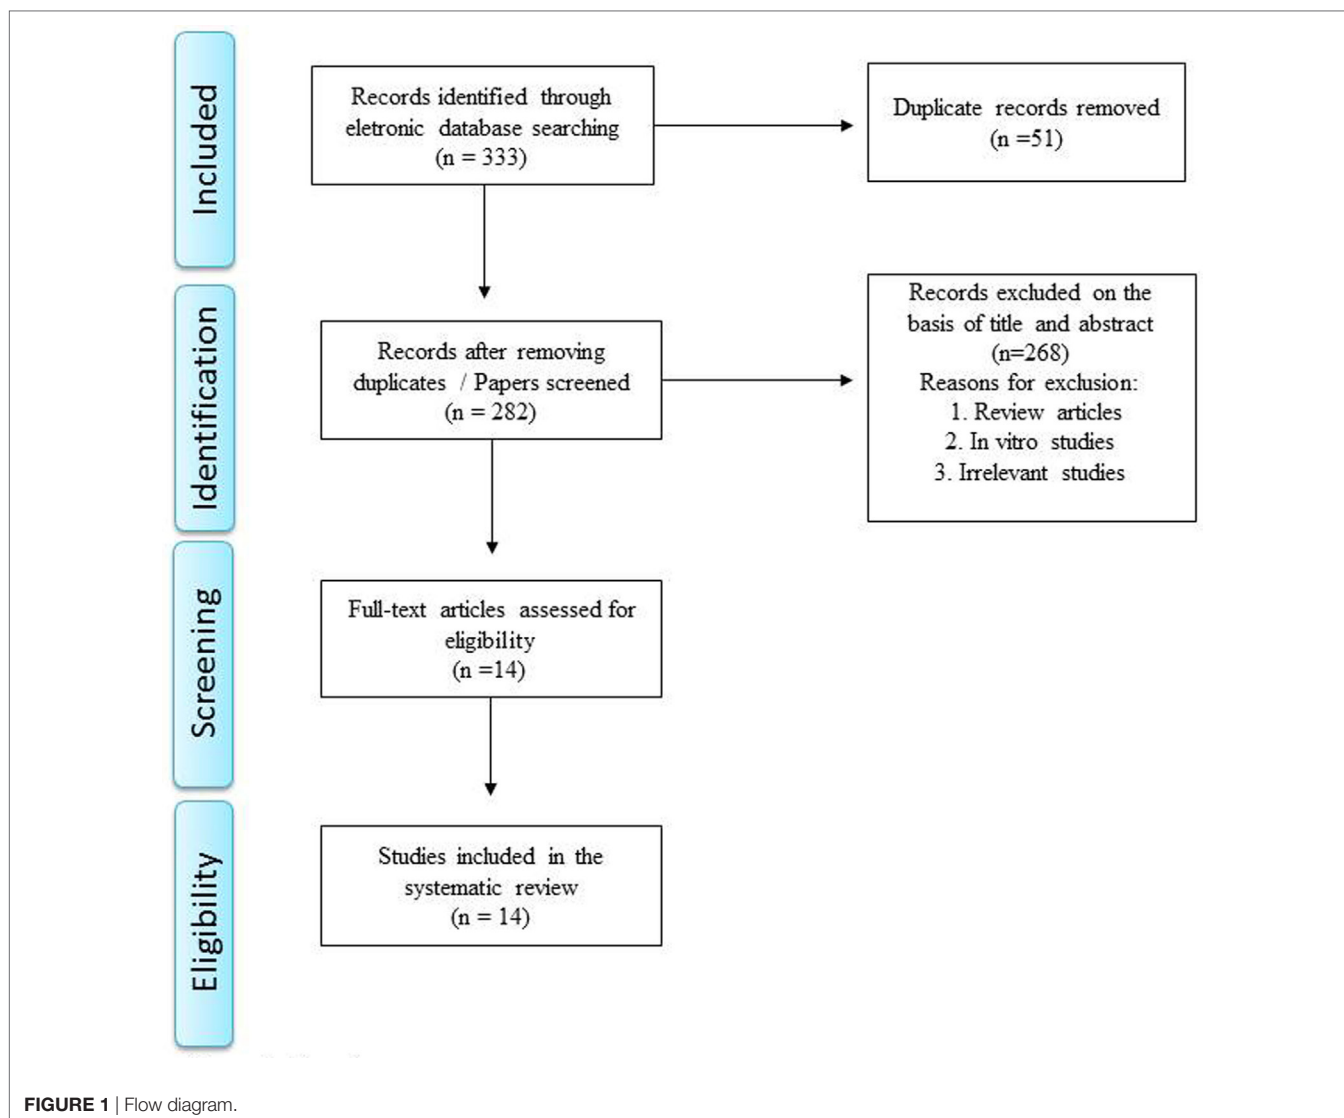 Included
Records identified through
eletronic database searching
(n = 333)
Duplicate records removed
(n =51)
Identification
Records after removing
duplicates / Papers screened
(n = 282)
Records excluded on the
basis of title and abstract
(n=268)
Reasons for exclusion:
1. Review articles
2. In vitro studies
3. Irrelevant studies
Screening
Full-text articles assessed for
eligibility
(n =14)
Eligibility
Studies included in the
systematic review
(n = 14)
FIGURE 1 | Flow diagram.